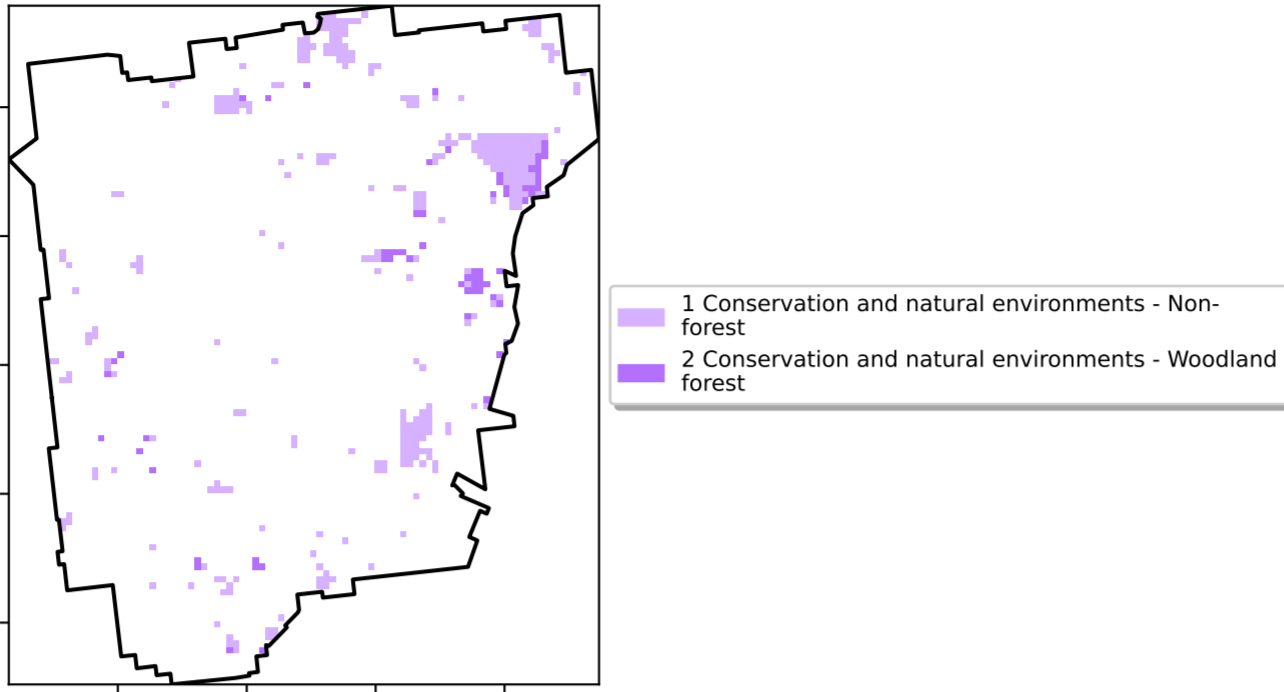 1 Conservation and natural environments - Non-
forest
2 Conservation and natural environments - Woodland
forest